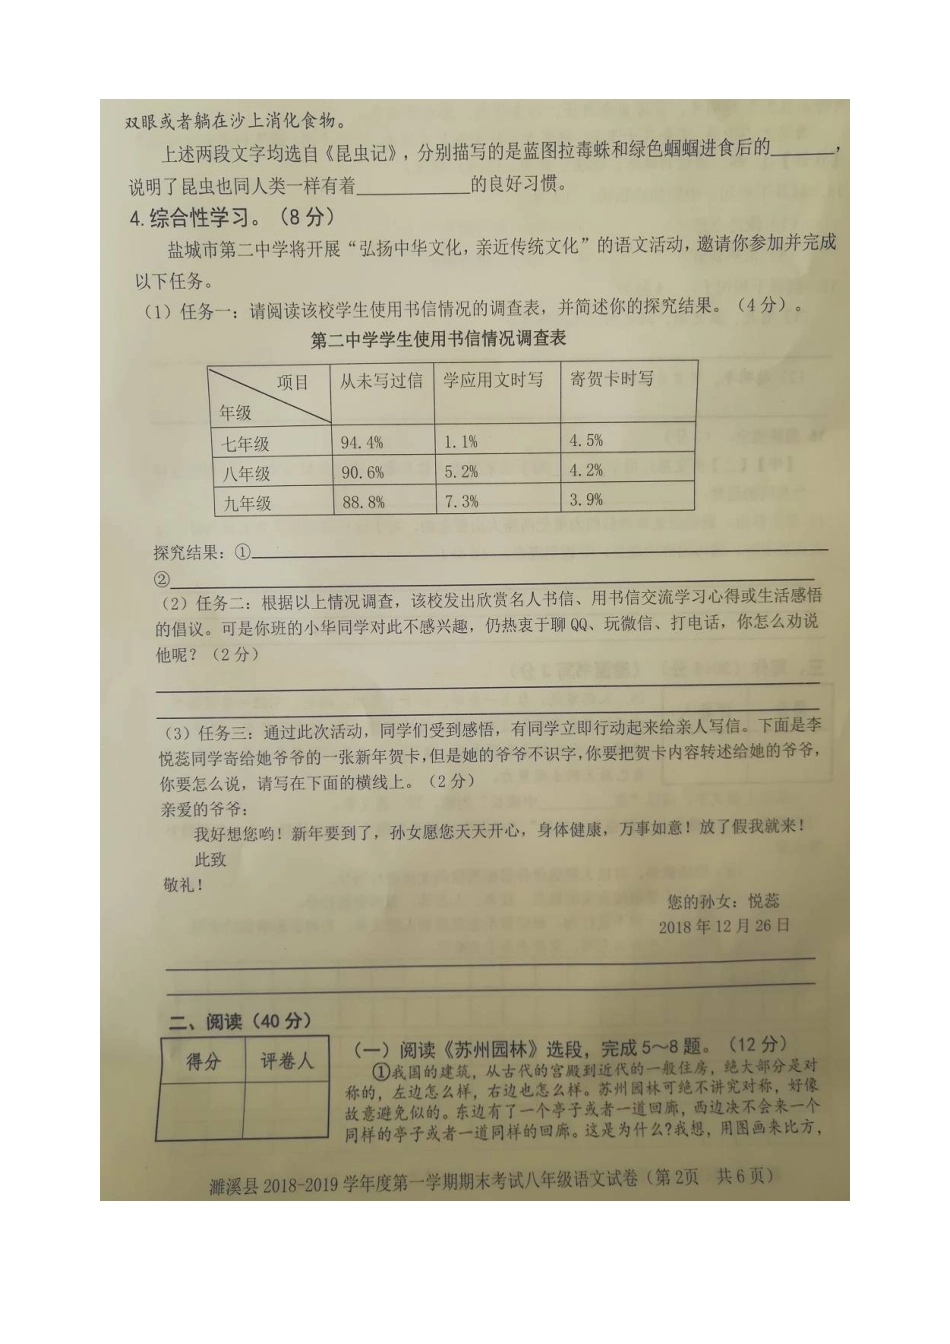 双眼或者躺在沙上消化食物。
上述两段文字均选自《昆虫记》，分别描写的是蓝图拉毒蛛和绿色蝈蝈进食后的______，
说明了昆虫也同人类一样有着__________的良好习惯。
4.综合性学习。（8分）
盐城市第二中学将开展“弘扬中华文化，亲近传统文化”的语文活动，邀请你参加并完成
以下任务。
（1）任务一：请阅读该校学生使用书信情况的调查表，并简述你的探究结果。（4分）。
第二中学学生使用书信情况调查表
项目 从未写过信 学应用文时写 寄贺卡时写
年级
七年级 94.4% 1.1% 4.5%
八年级 90.6% 5.2% 4.2%
九年级 88.8% 7.3% 3.9%
探究结果：①
②
（2）任务二：根据以上情况调查，该校发出欣赏名人书信、用书信交流学习心得或生活感悟
的倡议。可是你班的小华同学对此不感兴趣，仍热衷于聊QQ、玩微信、打电话，你怎么劝说
他呢？（2分）
（3）任务三：通过此次活动，同学们受到感悟，有同学立即行动起来给亲人写信。下面是李
悦蕊同学寄给她爷爷的一张新年贺卡，但是她的爷爷不识字，你要把贺卡内容转述给她的爷爷，
你要怎么说，请写在下面的横线上。（2分）
亲爱的爷爷：
我好想您哟！新年要到了，孙女愿您天天开心，身体健康，万事如意！放了假我就来！
此致
敬礼！
您的孙女：悦蕊
2018年12月26日
二、阅读（40分）
得分 评卷人
（一）阅读《苏州园林》选段，完成5～8题。（12分）
①我国的建筑，从古代的宫殿到近代的一般住房，绝大部分是对
称的，左边怎么样，右边也怎么样。苏州园林可绝不讲究对称，好像
故意避免似的。东边有了一个亭子或者一道回廊，西边决不会来一个
同样的亭子或者一道同样的回廊。这是为什么？我想，用图画来比方，
濉溪县2018-2019学年度第一学期期末考试八年级语文试卷（第2页 共6页）